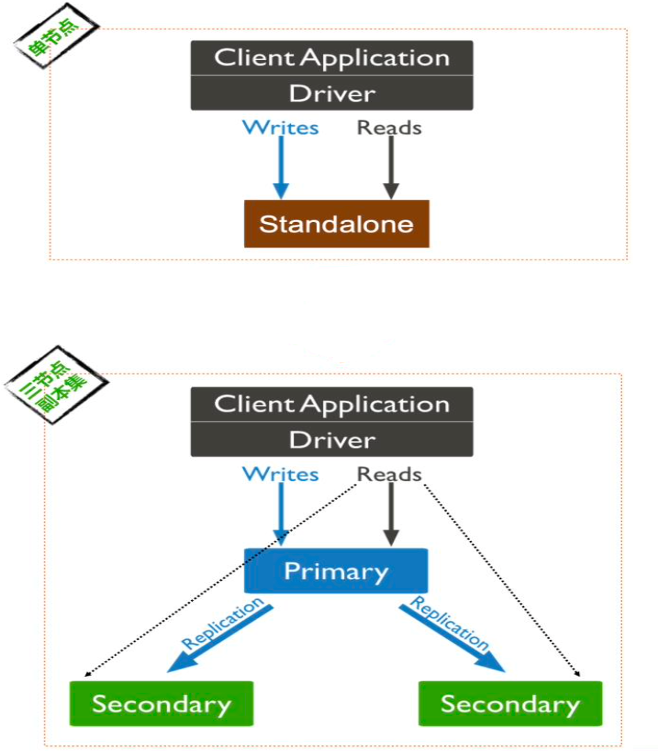 单节点
Client Application
Driver
Writes Reads
Standalone
三节点
副本集
Client Application
Driver
Writes Reads
Primary
Replication Replication
Secondary Secondary